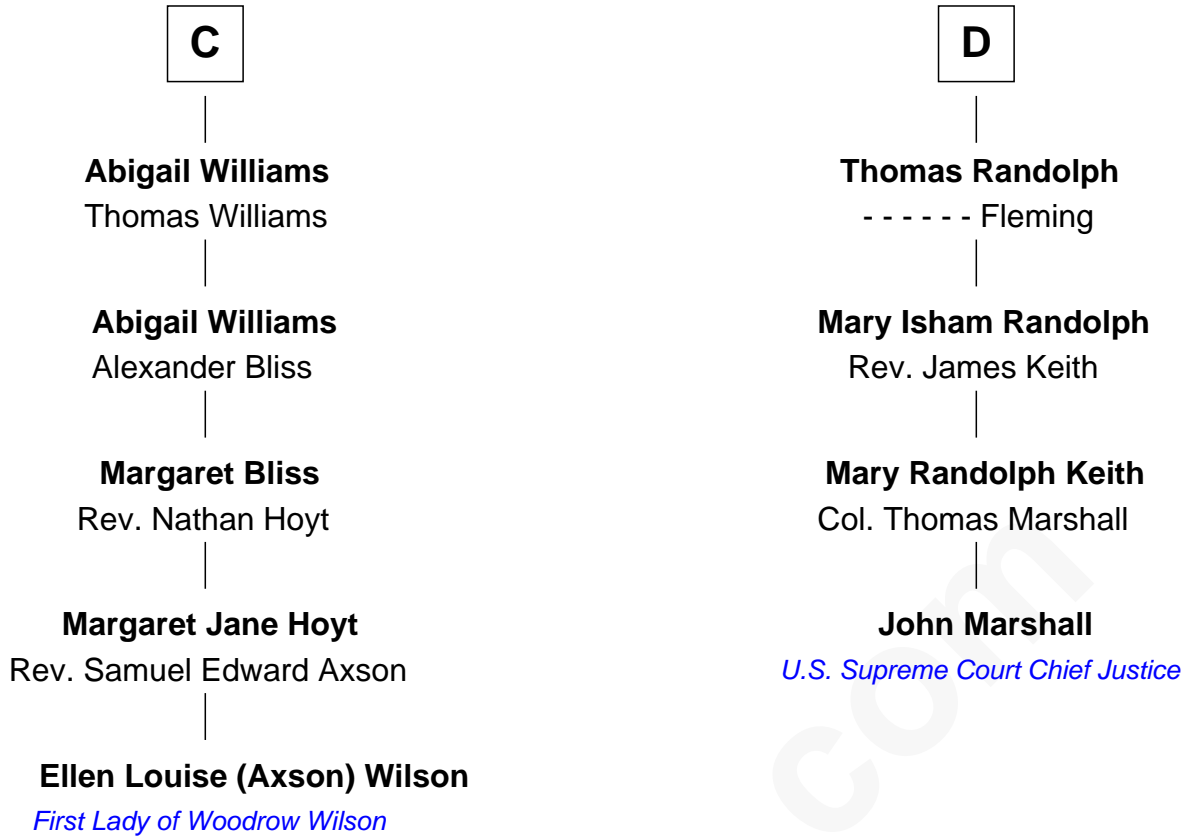 C
Abigail Williams
Thomas Williams
Abigail Williams
Alexander Bliss
Margaret Bliss
Rev. Nathan Hoyt
Margaret Jane Hoyt
Rev. Samuel Edward Axson
Ellen Louise (Axson) Wilson
First Lady of Woodrow Wilson
D
Thomas Randolph
- - - - - - Fleming
Mary Isham Randolph
Rev. James Keith
Mary Randolph Keith
Col. Thomas Marshall
John Marshall
U.S. Supreme Court Chief Justice
com